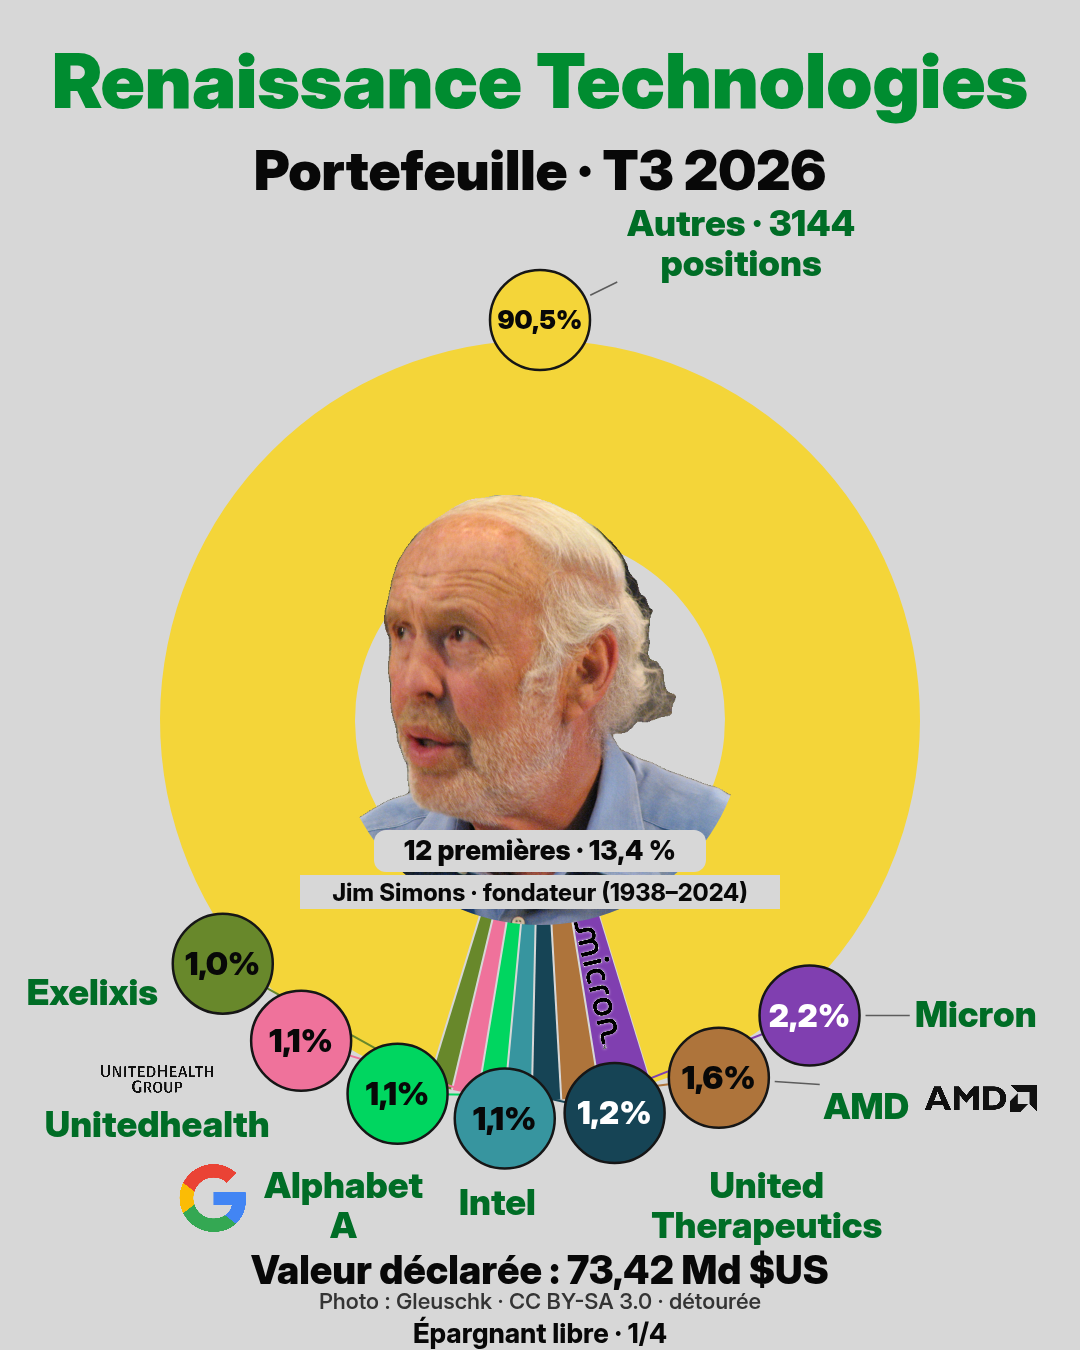 Renaissance Technologies
Portefeuille · T3 2026
Autres · 3144
positions
90,5%
12 premières · 13,4 %
Jim Simons · fondateur (1938–2024)
micron
1,0%
Exelixis
2,2%
Micron
1,1%
1,6%
UNITEDHEALTH
GROUP
Unitedhealth
1,1%
1,1%
1,2%
AMD
AMD
Alphabet
A
Intel
United
Therapeutics
Valeur déclarée : 73,42 Md $US
Photo : Gleuschk · CC BY-SA 3.0 · détourée
Épargnant libre · 1/4